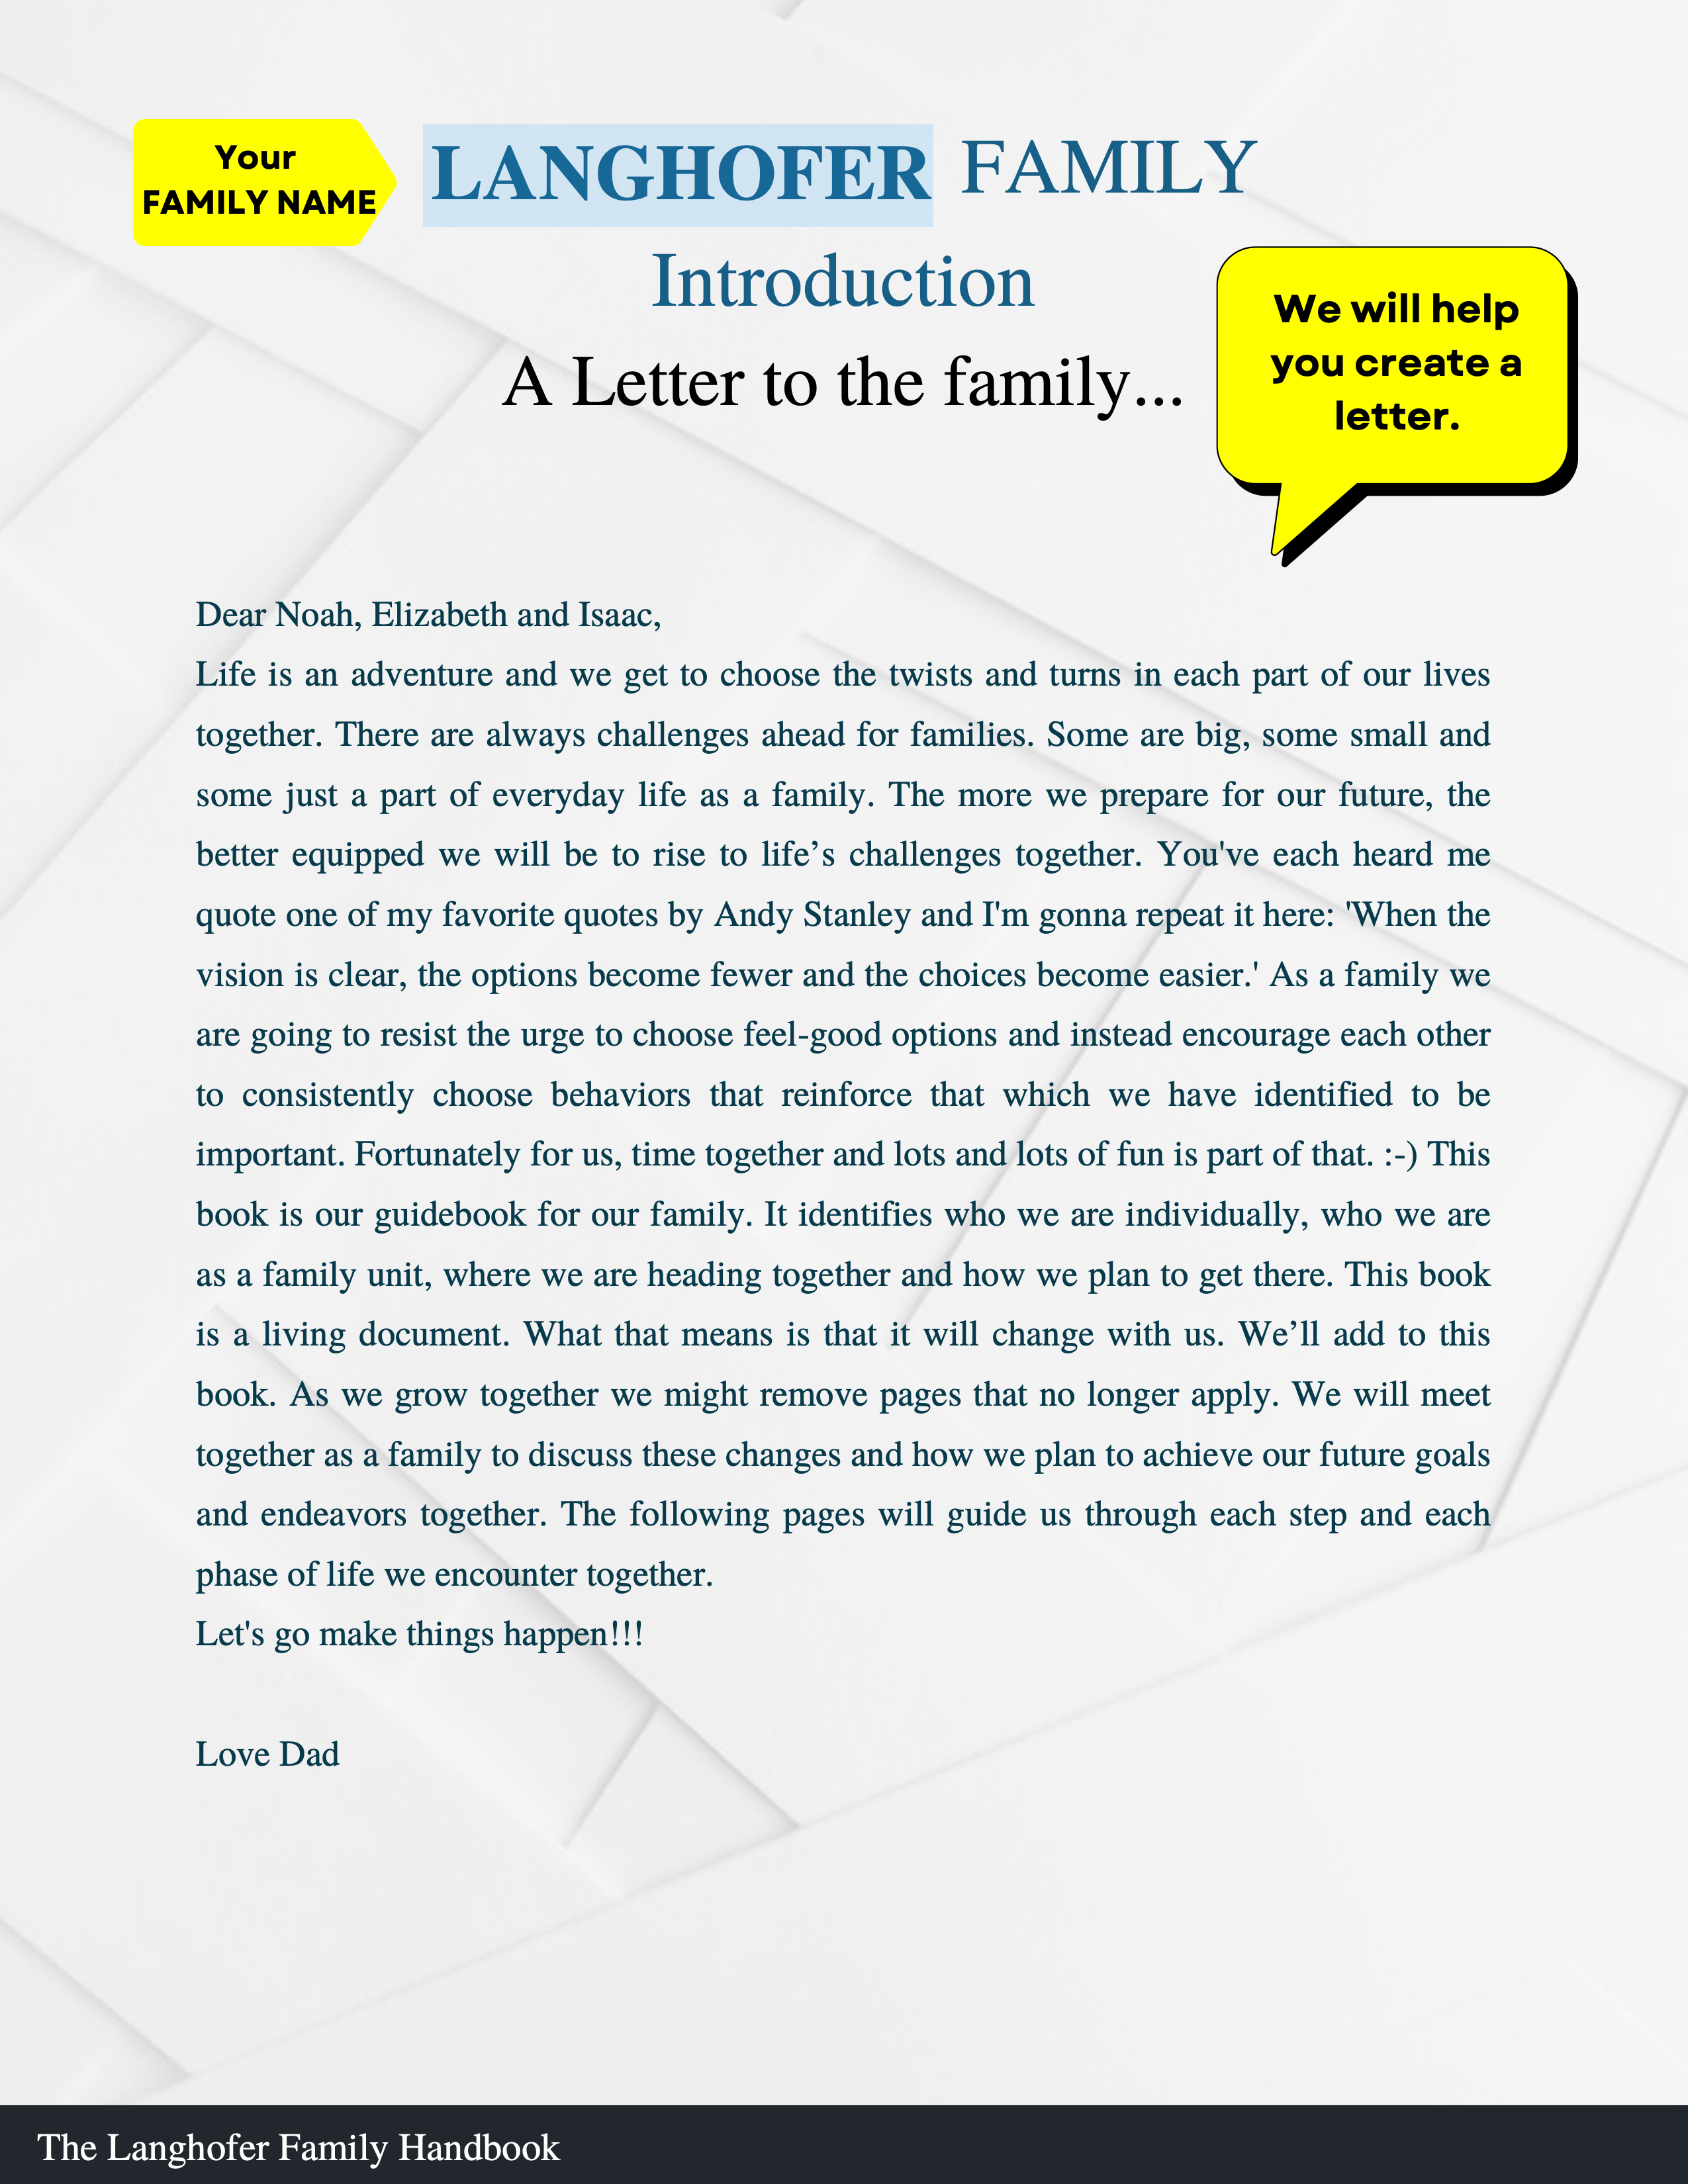 Your
FAMILY NAME
LANGHOFER FAMILY
Introduction
A Letter to the family...
We will help
you create a
letter.
Dear Noah, Elizabeth and Isaac,
Life is an adventure and we get to choose the twists and turns in each part of our lives
together. There are always challenges ahead for families. Some are big, some small and
some just a part of everyday life as a family. The more we prepare for our future, the
better equipped we will be to rise to life’s challenges together. You've each heard me
quote one of my favorite quotes by Andy Stanley and I'm gonna repeat it here: 'When the
vision is clear, the options become fewer and the choices become easier.' As a family we
are going to resist the urge to choose feel-good options and instead encourage each other
to consistently choose behaviors that reinforce that which we have identified to be
important. Fortunately for us, time together and lots and lots of fun is part of that. :-) This
book is our guidebook for our family. It identifies who we are individually, who we are
as a family unit, where we are heading together and how we plan to get there. This book
is a living document. What that means is that it will change with us. We’ll add to this
book. As we grow together we might remove pages that no longer apply. We will meet
together as a family to discuss these changes and how we plan to achieve our future goals
and endeavors together. The following pages will guide us through each step and each
phase of life we encounter together.
Let's go make things happen!!!
Love Dad
The Langhofer Family Handbook